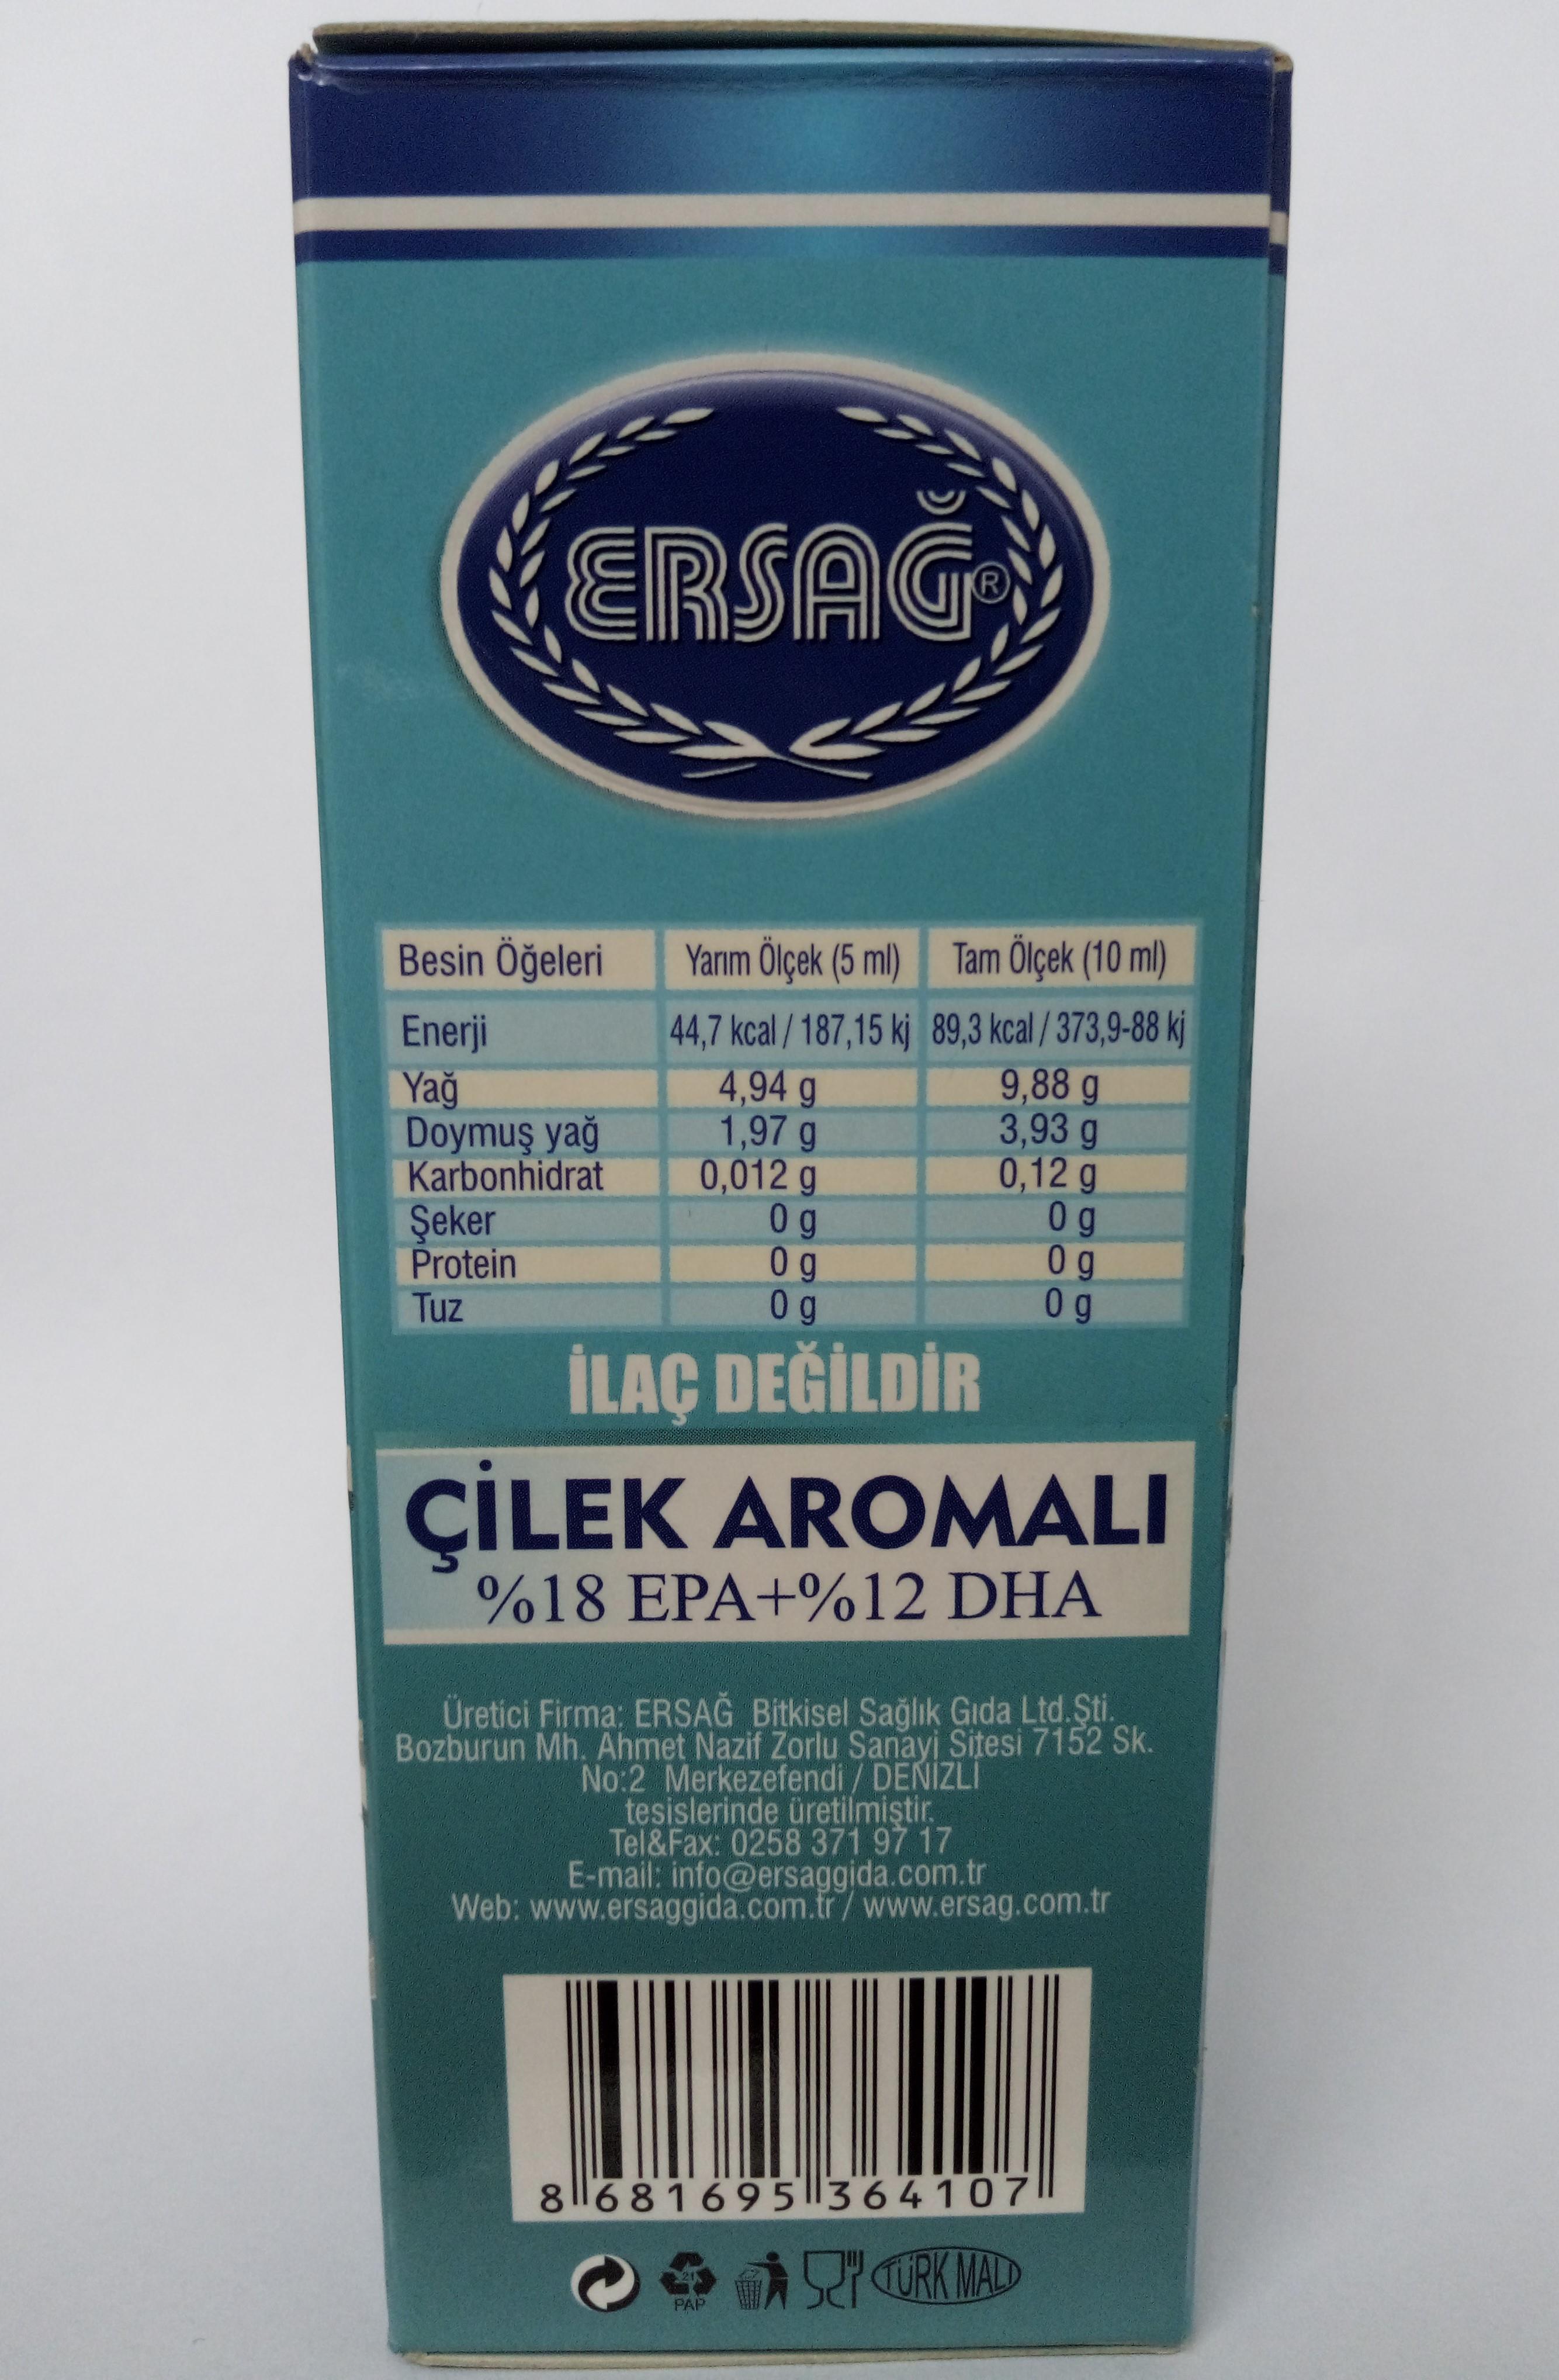 ERSAĞ®
Besin Öğeleri Yarım Ölçek (5 ml) Tam Ölçek (10 ml)
Enerji 44,7 kcal / 187,15 kj 89,3 kcal / 373,9-88 kj
Yağ 4,94 g 9,88 g
Doymuş yağ 1,97 g 3,93 g
Karbonhidrat 0,012 g 0,12 g
Şeker 0 g 0 g
Protein 0 g 0 g
Tuz 0 g 0 g
İLAÇ DEĞİLDİR
ÇİLEK AROMALI
%18 EPA+%12 DHA
Üretici Firma: ERSAĞ Bitkisel Sağlık Gıda Ltd.Şti.
Bozburun Mh. Ahmet Nazif Zorlu Sanayi Sitesi 7152 Sk.
No:2 Merkezefendi / DENİZLİ
tesislerinde üretilmiştir.
Tel&Fax: 0258 371 97 17
E-mail: info@ersaggida.com.tr
Web: www.ersaggida.com.tr / www.ersag.com.tr
8 681695 364107
21
PAP
TÜRK MALI